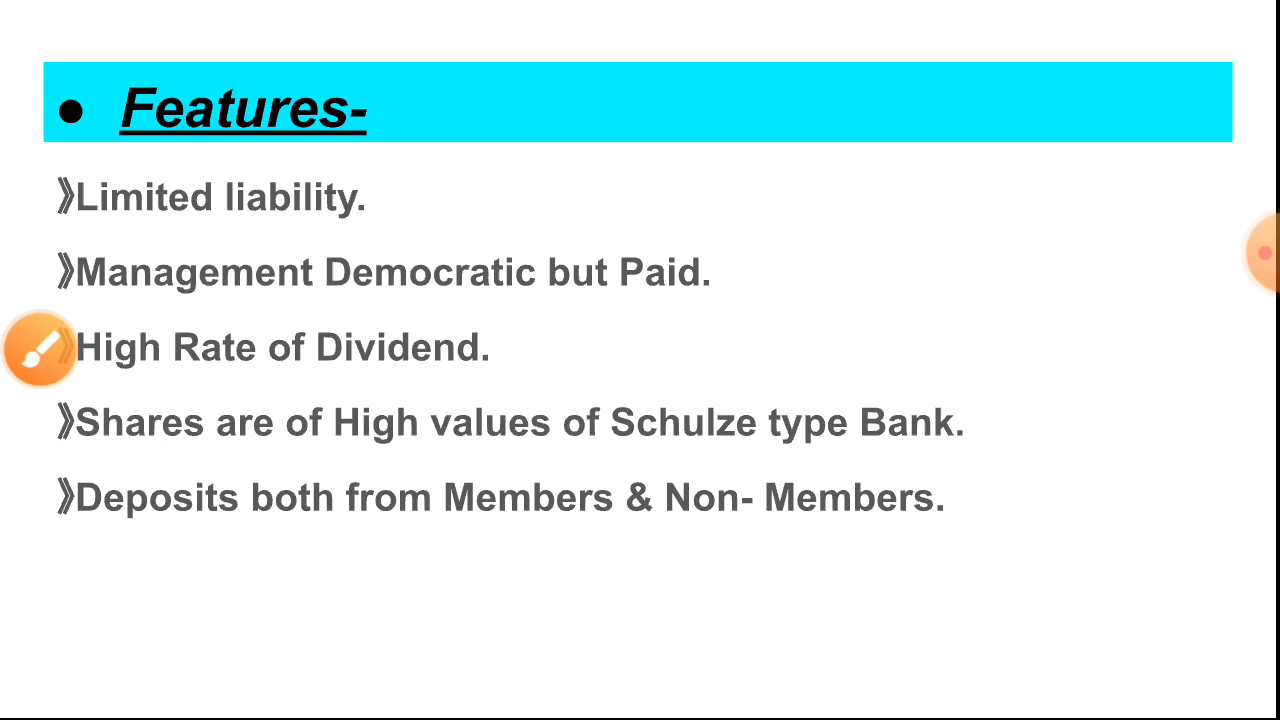 ● Features-
》Limited liability.
》Management Democratic but Paid.
》High Rate of Dividend.
》Shares are of High values of Schulze type Bank.
》Deposits both from Members & Non- Members.